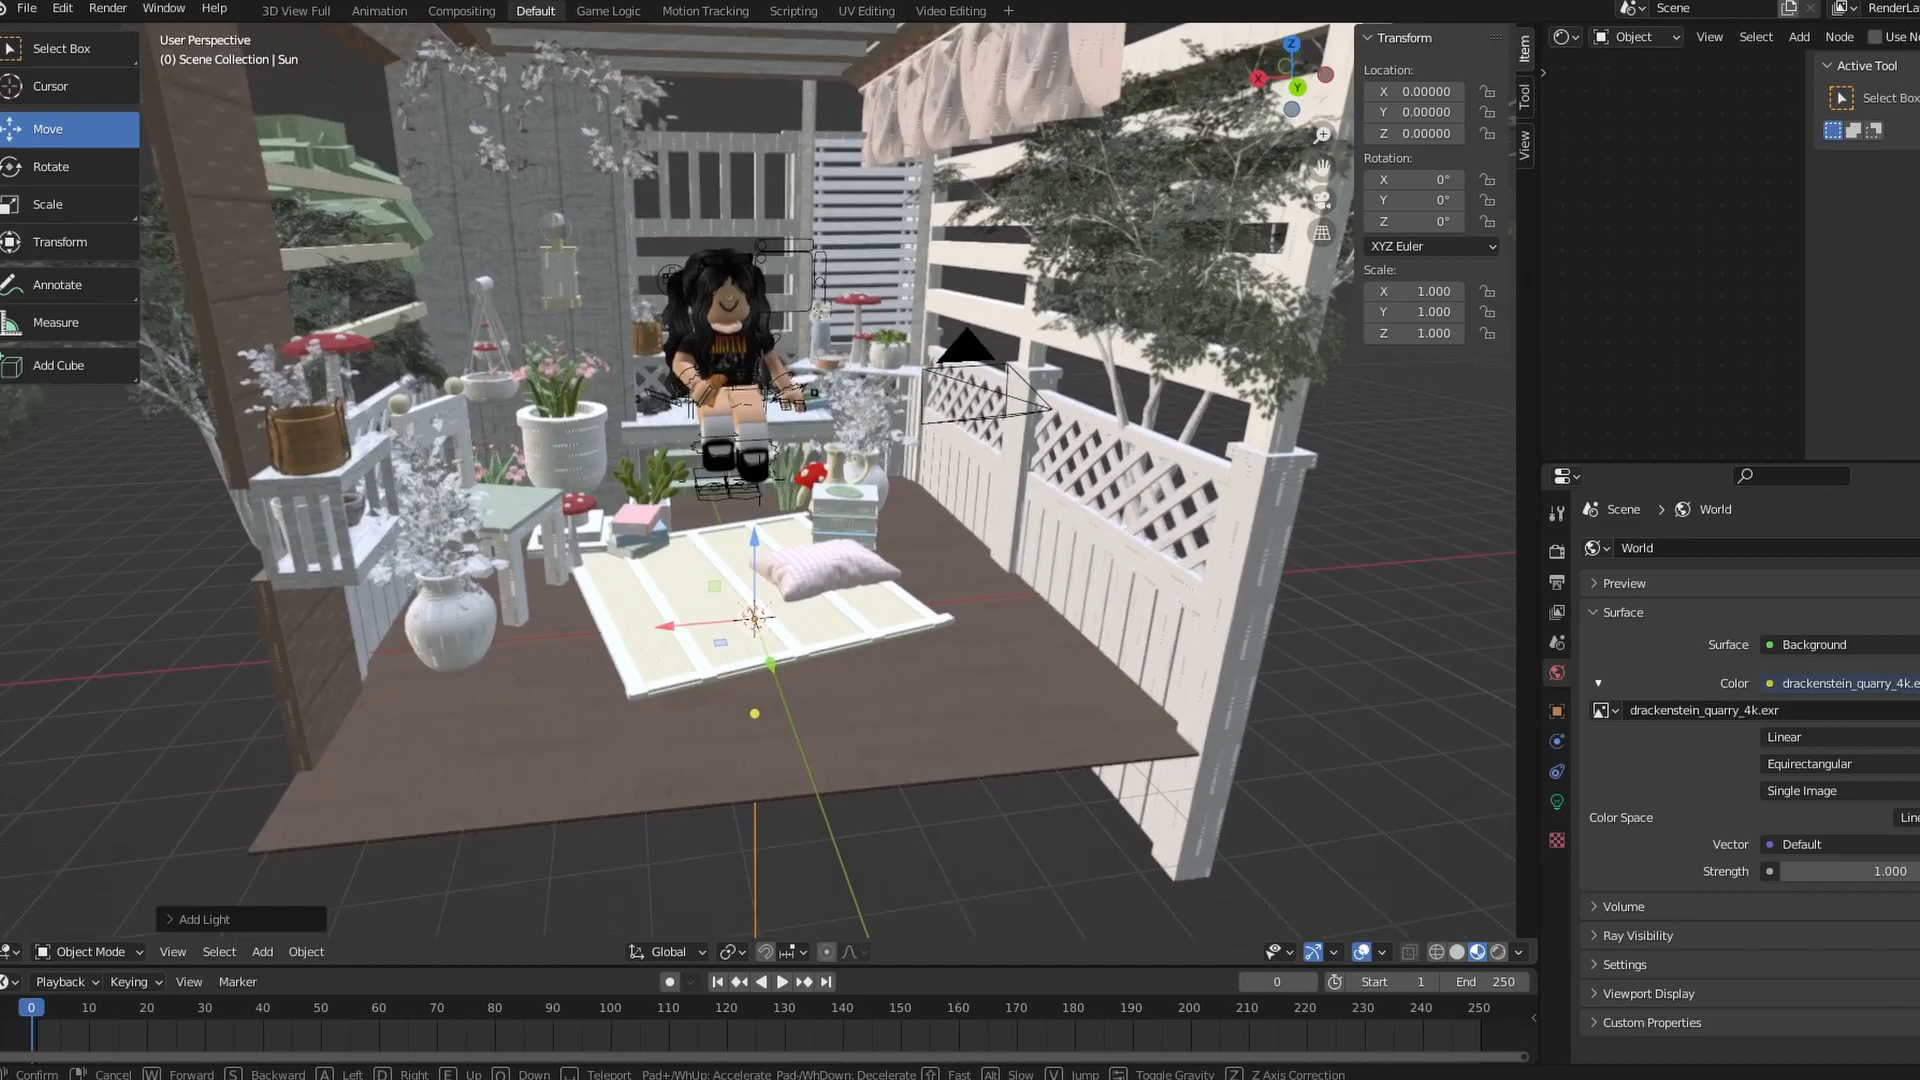 File Edit Render Window Help
3D View Full Animation Compositing Default Game Logic Motion Tracking Scripting UV Editing Video Editing +
Scene
RenderLa
Select Box
Cursor
Move
Rotate
Scale
Transform
Annotate
Measure
Add Cube
User Perspective
(0) Scene Collection | Sun
Z
X
Y
Transform
Location:
X 0.00000
Y 0.00000
Z 0.00000
Rotation:
X 0°
Y 0°
Z 0°
XYZ Euler
Scale:
X 1.000
Y 1.000
Z 1.000
Item
Tool
View
Object View Select Add Node Use No
Active Tool
Select Box
Scene > World
World
Preview
Surface
Surface Background
Color drackenstein_quarry_4k.e
drackenstein_quarry_4k.exr
Linear
Equirectangular
Single Image
Color Space Line
Vector Default
Strength 1.000
Volume
Ray Visibility
Settings
Viewport Display
Custom Properties
Add Light
Object Mode View Select Add Object Global
Playback Keying View Marker 0 Start 1 End 250
0 10 20 30 40 50 60 70 80 90 100 110 120 130 140 150 160 170 180 190 200 210 220 230 240 250
Confirm Cancel W Forward S Backward A Left D Right E Up Q Down Teleport Pad+/WhUp: Accelerate Pad-/WhDown: Decelerate Fast Alt Slow V Jump Toggle Gravity Z Z Axis Correction